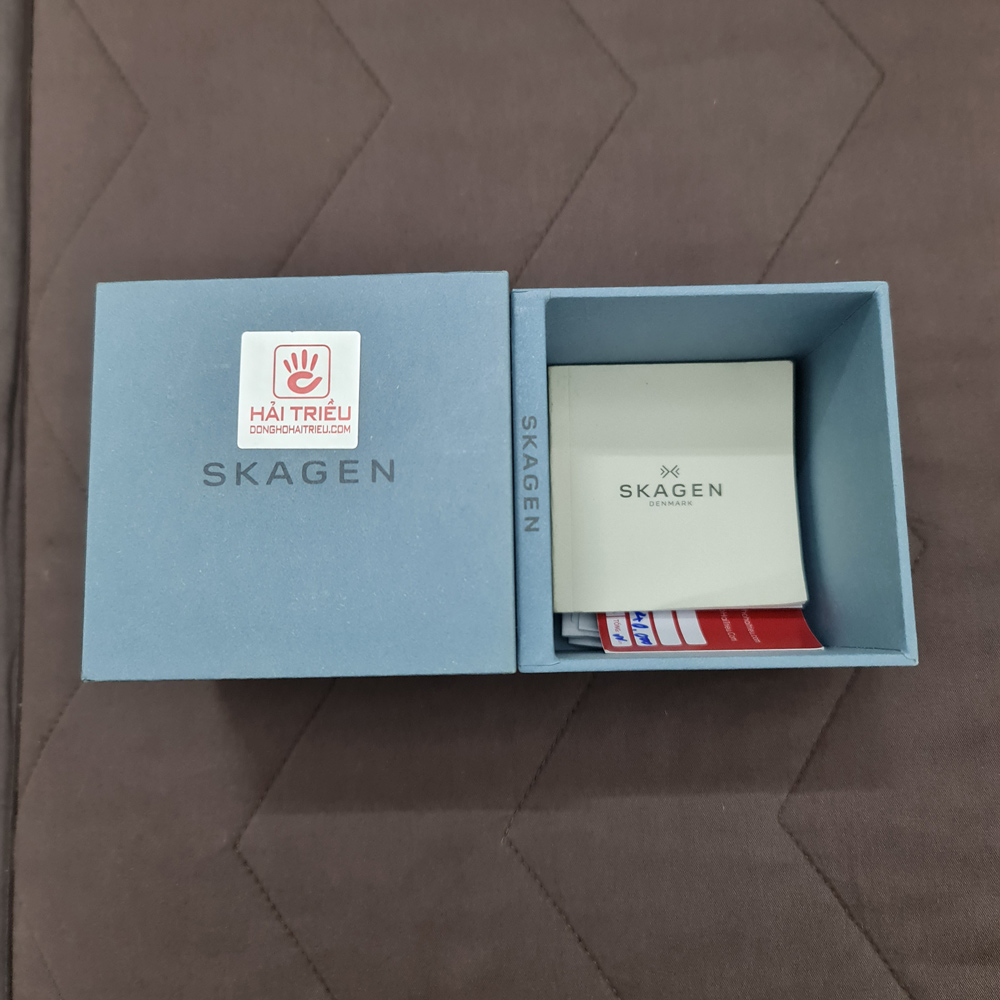 HẢI TRIỀU
DONGHOHAITRIEU.COM
SKAGEN
SKAGEN
SKAGEN
DENMARK